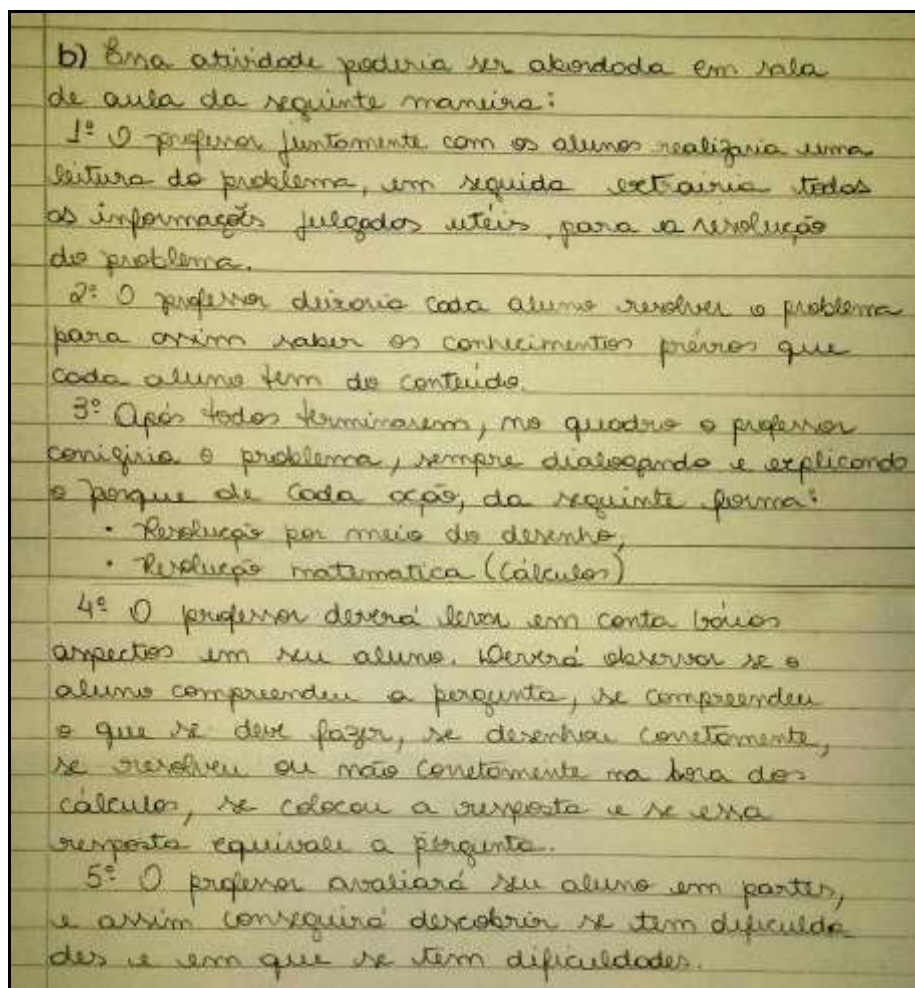 b) Essa atividade poderia ser abordada em sala
de aula da seguinte maneira:
1º O professor juntamente com os alunos realizaria uma
leitura do problema, em seguida extrairia todas
as informações julgadas utéis para a resolução
do problema.
2º O professor deixaria cada aluno resolver o problema
para assim saber os conhecimentos prévios que
cada aluno tem do conteúdo.
3º Após todos terminarem, no quadro o professor
corrigiria o problema, sempre dialogando e explicando
o porque de cada ação, da seguinte forma:
• Resolução por meio do desenho,
• Resolução matematica (Cálculos)
4º O professor deverá levar em conta vários
aspectos em seu aluno. Deverá observar se o
aluno compreendeu a pergunta, se compreendeu
o que se deve fazer, se desenhou corretamente,
se resolveu ou não corretamente na hora dos
cálculos, se colocou a resposta e se essa
resposta equivale a pergunta.
5º O professor avaliará seu aluno em partes,
e assim conseguirá descobrir se tem dificulda
des e em que se tem dificuldades.